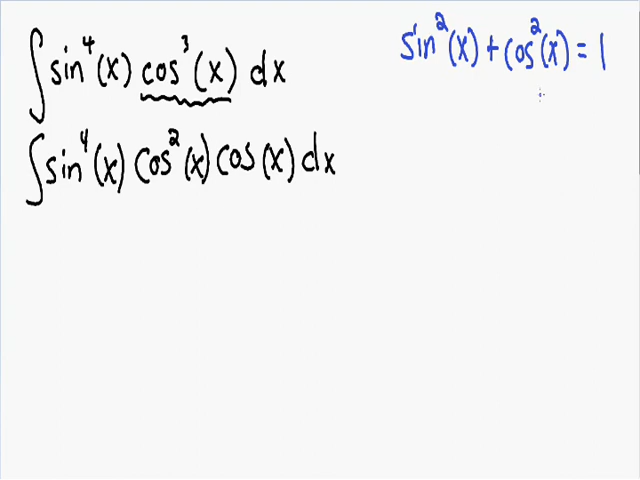 ∫ sin⁴(x) cos³(x) dx
sin²(x) + cos²(x) = 1
∫ sin⁴(x) cos²(x) cos(x) dx